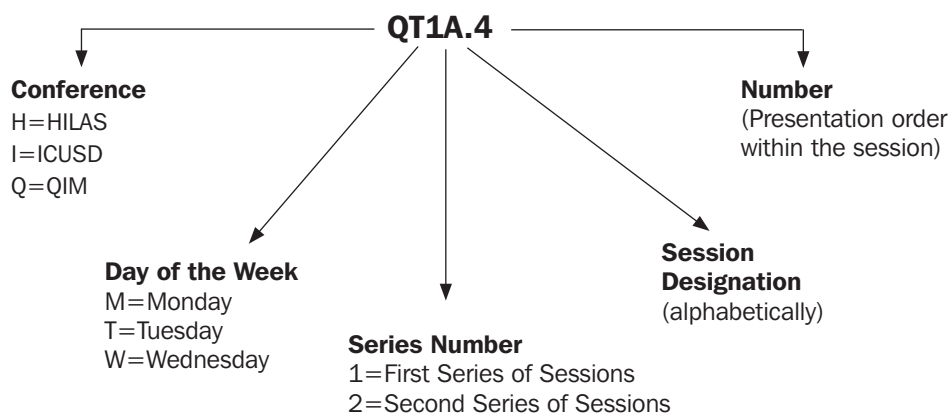 QT1A.4
Conference
H=HILAS
I=ICUSD
Q=QIM
Number
(Presentation order
within the session)
Day of the Week
M=Monday
T=Tuesday
W=Wednesday
Series Number
1=First Series of Sessions
2=Second Series of Sessions
Session
Designation
(alphabetically)